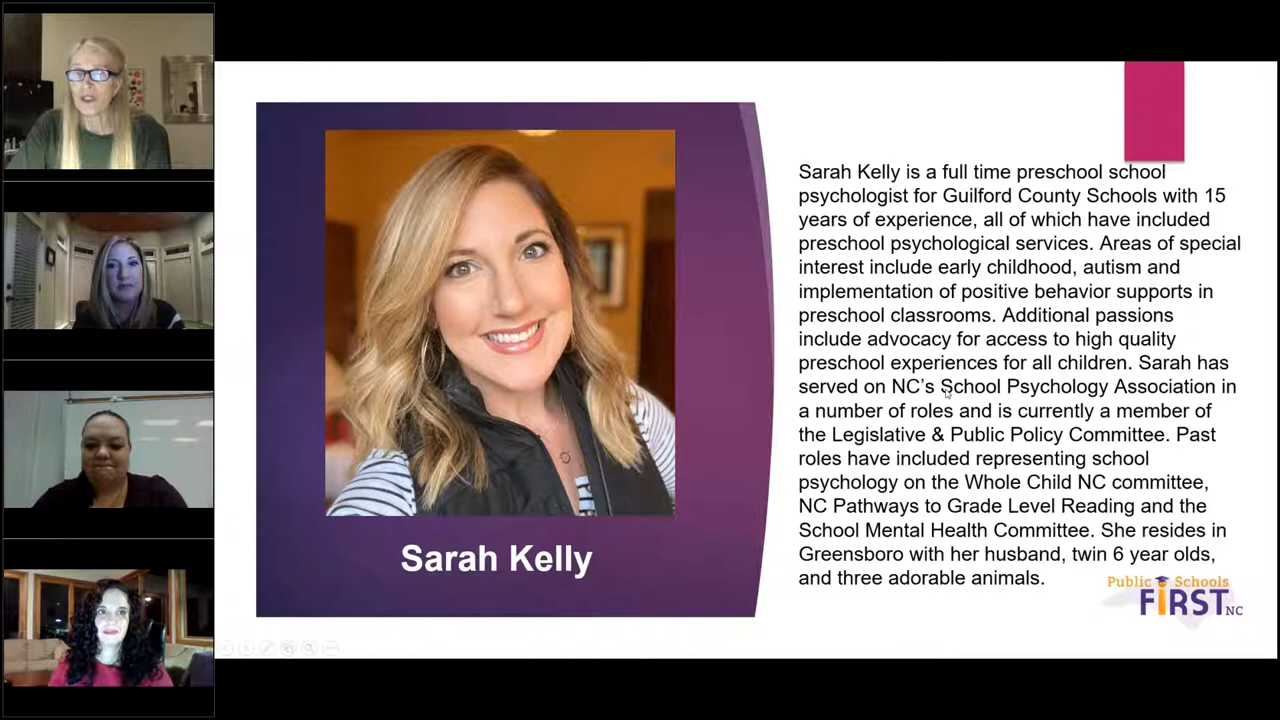 Sarah Kelly is a full time preschool school
psychologist for Guilford County Schools with 15
years of experience, all of which have included
preschool psychological services. Areas of special
interest include early childhood, autism and
implementation of positive behavior supports in
preschool classrooms. Additional passions
include advocacy for access to high quality
preschool experiences for all children. Sarah has
served on NC's School Psychology Association in
a number of roles and is currently a member of
the Legislative & Public Policy Committee. Past
roles have included representing school
psychology on the Whole Child NC committee,
NC Pathways to Grade Level Reading and the
School Mental Health Committee. She resides in
Greensboro with her husband, twin 6 year olds,
and three adorable animals.
Sarah Kelly
Public Schools
FiRST NC